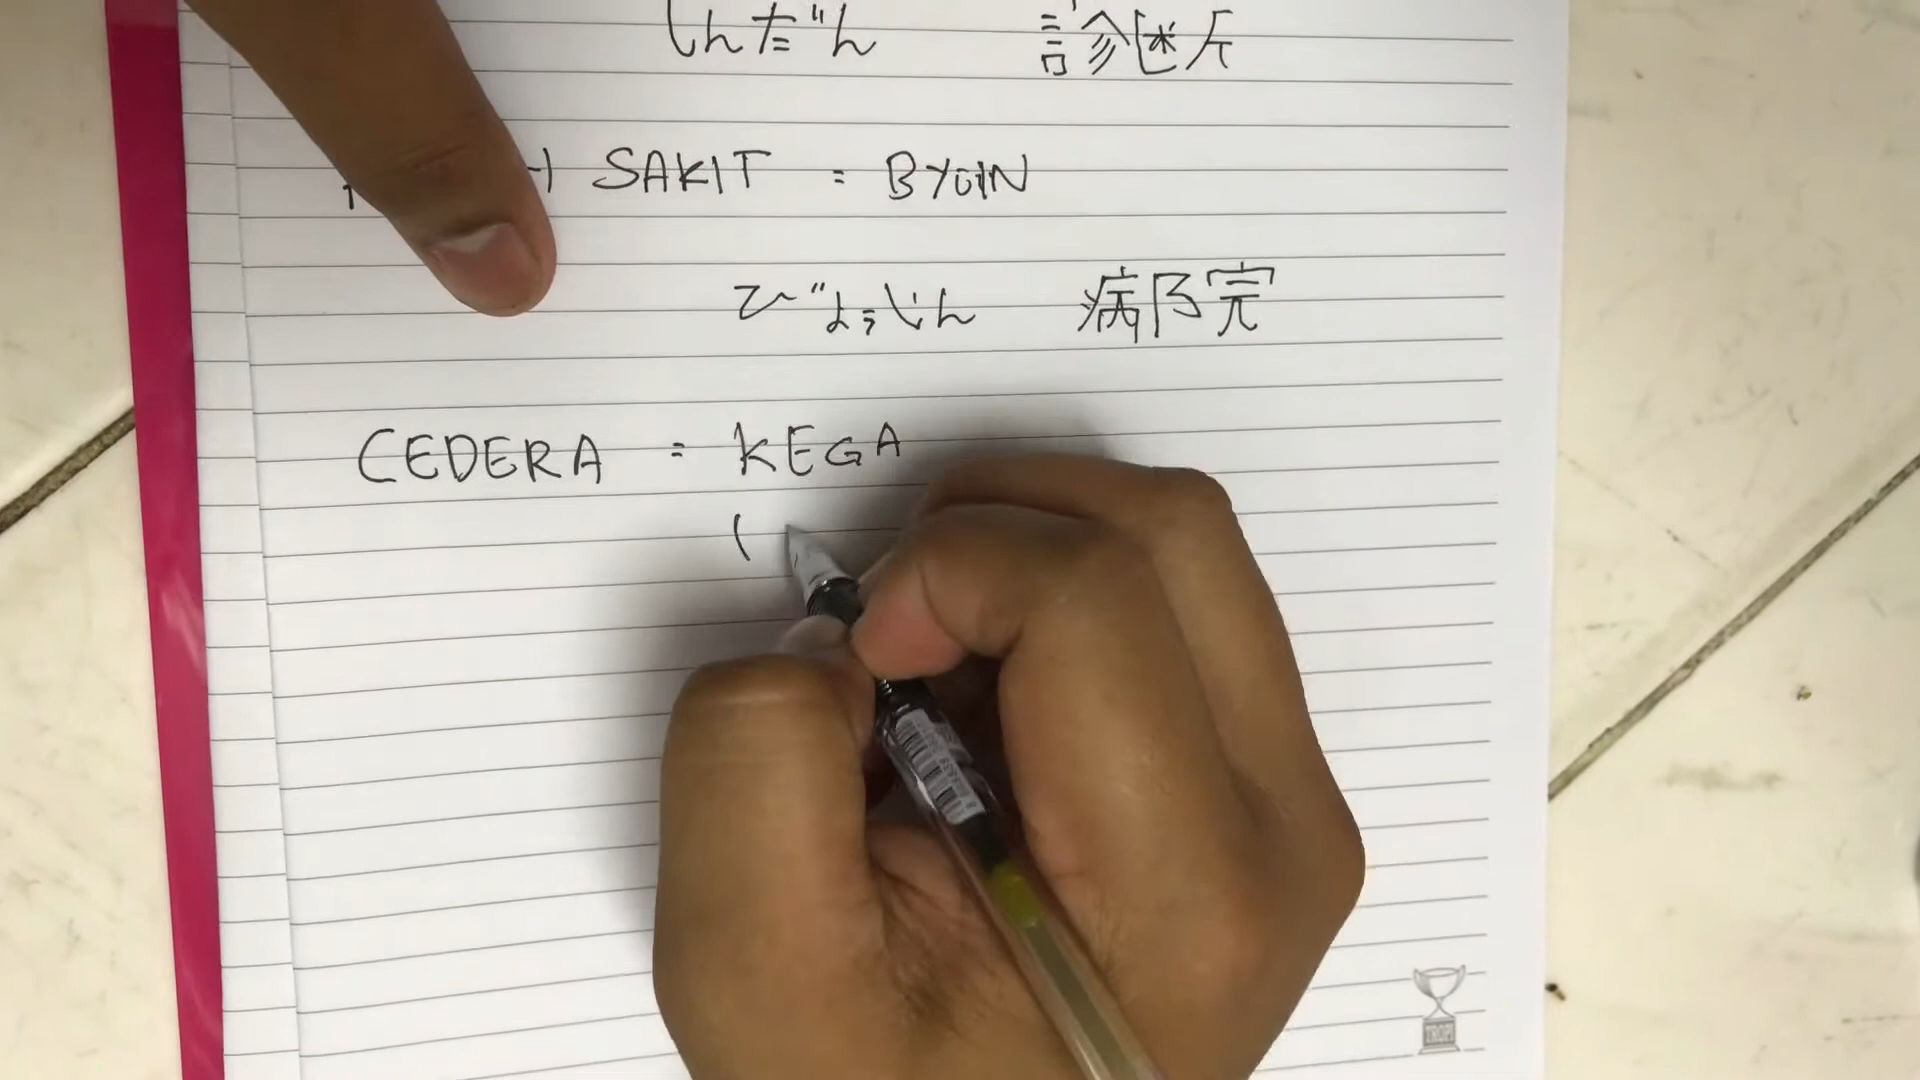 しんだん 診断
SAKIT = BYOIN
びょういん 病院
CEDERA = KEGA
(